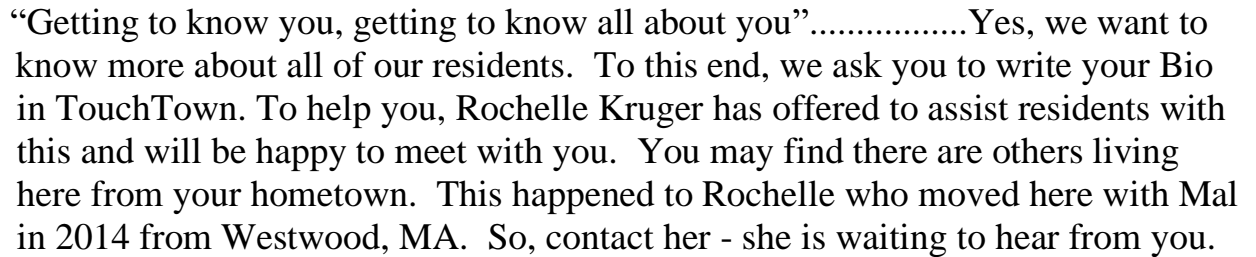 “Getting to know you, getting to know all about you”.................Yes, we want to
know more about all of our residents.  To this end, we ask you to write your Bio
in TouchTown. To help you, Rochelle Kruger has offered to assist residents with
this and will be happy to meet with you.  You may find there are others living
here from your hometown.  This happened to Rochelle who moved here with Mal
in 2014 from Westwood, MA.  So, contact her - she is waiting to hear from you.